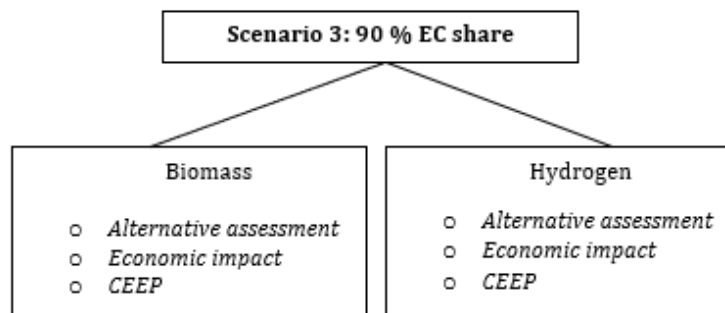 Scenario 3: 90 % EC share
Biomass
o Alternative assessment
o Economic impact
o CEEP
Hydrogen
o Alternative assessment
o Economic impact
o CEEP